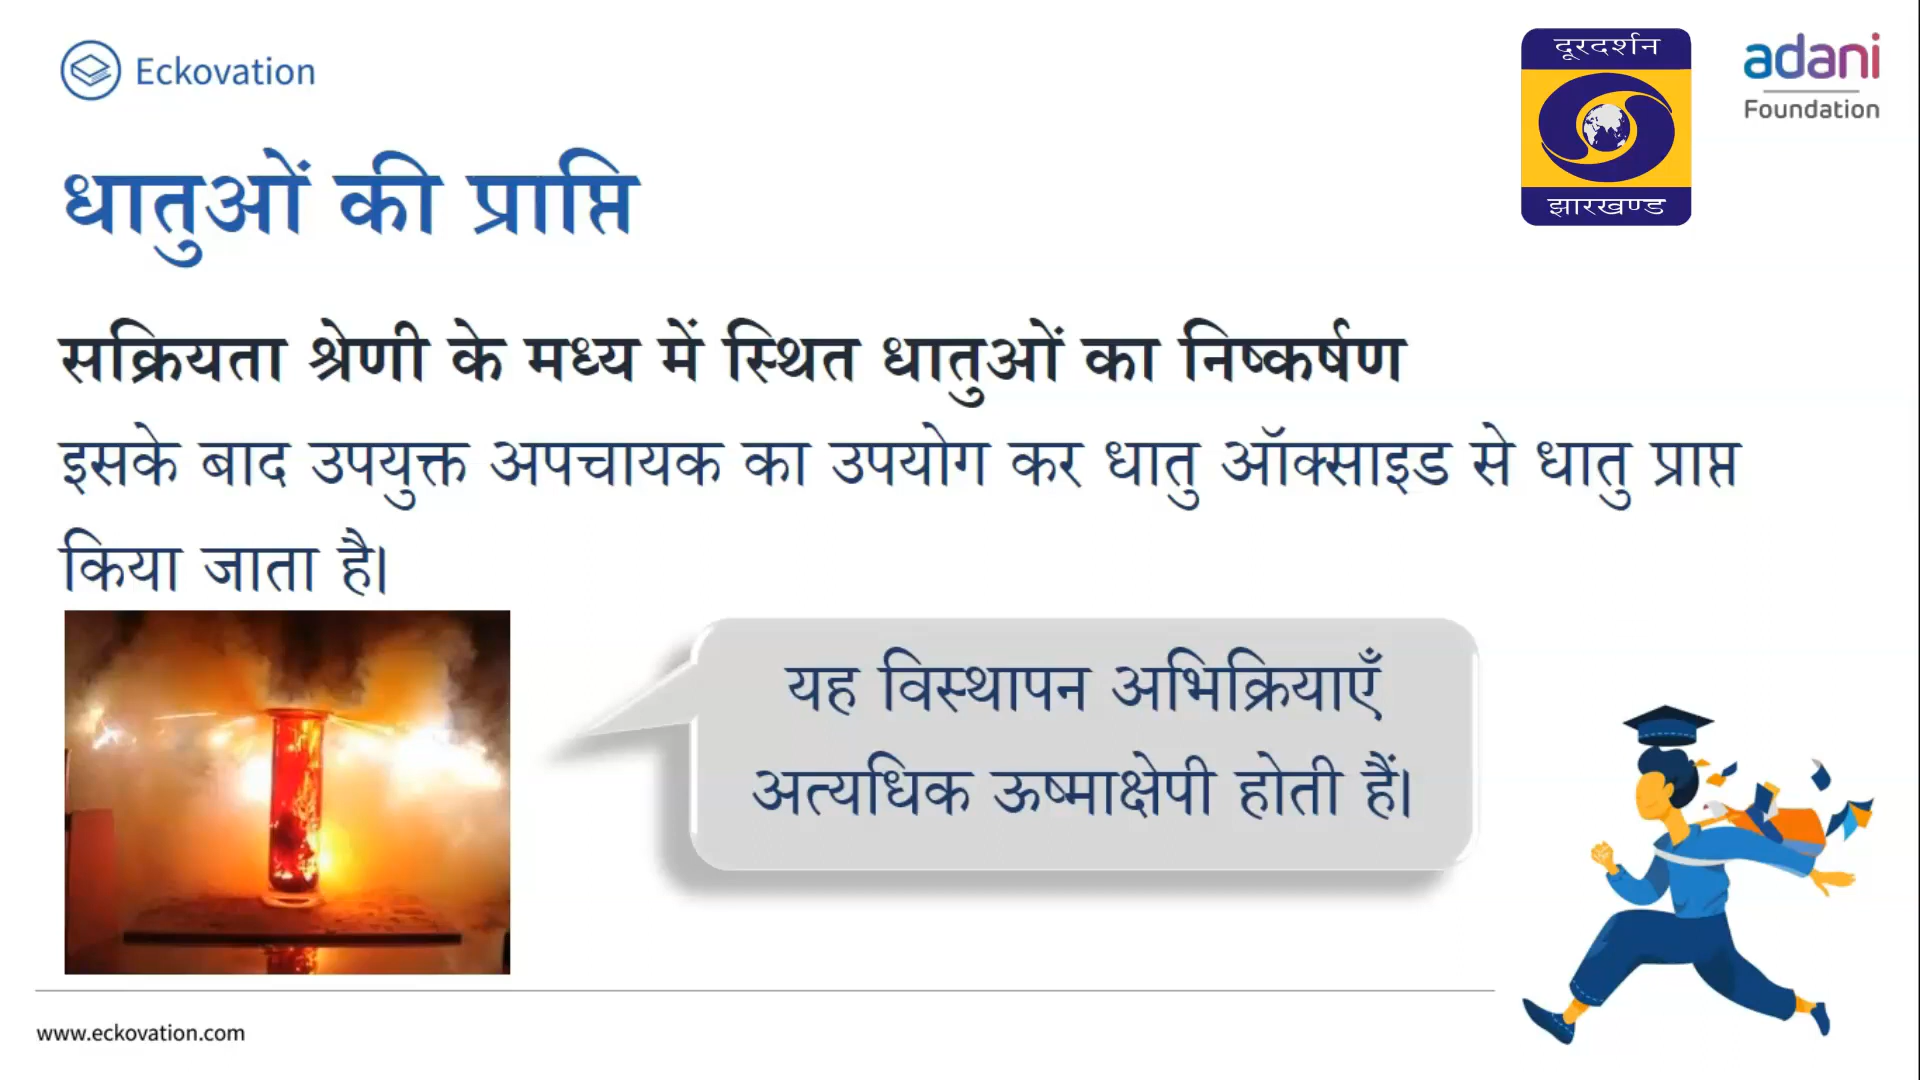 Eckovation
दूरदर्शन
झारखण्ड
adani
Foundation
धातुओं की प्राप्ति
सक्रियता श्रेणी के मध्य में स्थित धातुओं का निष्कर्षण
इसके बाद उपयुक्त अपचायक का उपयोग कर धातु ऑक्साइड से धातु प्राप्त
किया जाता है।
यह विस्थापन अभिक्रियाएँ
अत्यधिक ऊष्माक्षेपी होती हैं।
www.eckovation.com